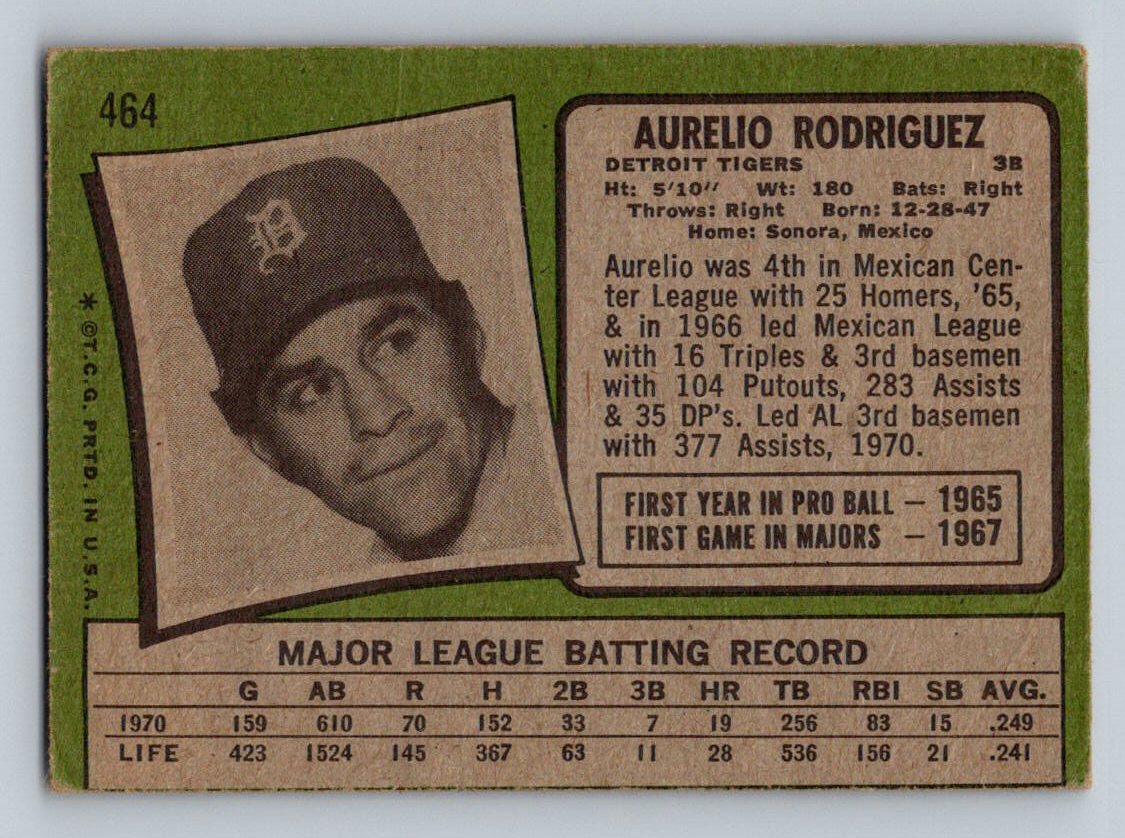 464
AURELIO RODRIGUEZ
DETROIT TIGERS 3B
Ht: 5'10" Wt: 180 Bats: Right
Throws: Right Born: 12-28-47
Home: Sonora, Mexico
Aurelio was 4th in Mexican Cen-
ter League with 25 Homers, '65,
& in 1966 led Mexican League
with 16 Triples & 3rd basemen
with 104 Putouts, 283 Assists
& 35 DP's. Led AL 3rd basemen
with 377 Assists, 1970.
FIRST YEAR IN PRO BALL — 1965
FIRST GAME IN MAJORS — 1967
D
* ©T.C.G. PRTD. IN U.S.A.
MAJOR LEAGUE BATTING RECORD
G AB R H 2B 3B HR TB RBI SB AVG.
1970 159 610 70 152 33 7 19 256 83 15 .249
LIFE 423 1524 145 367 63 11 28 536 156 21 .241